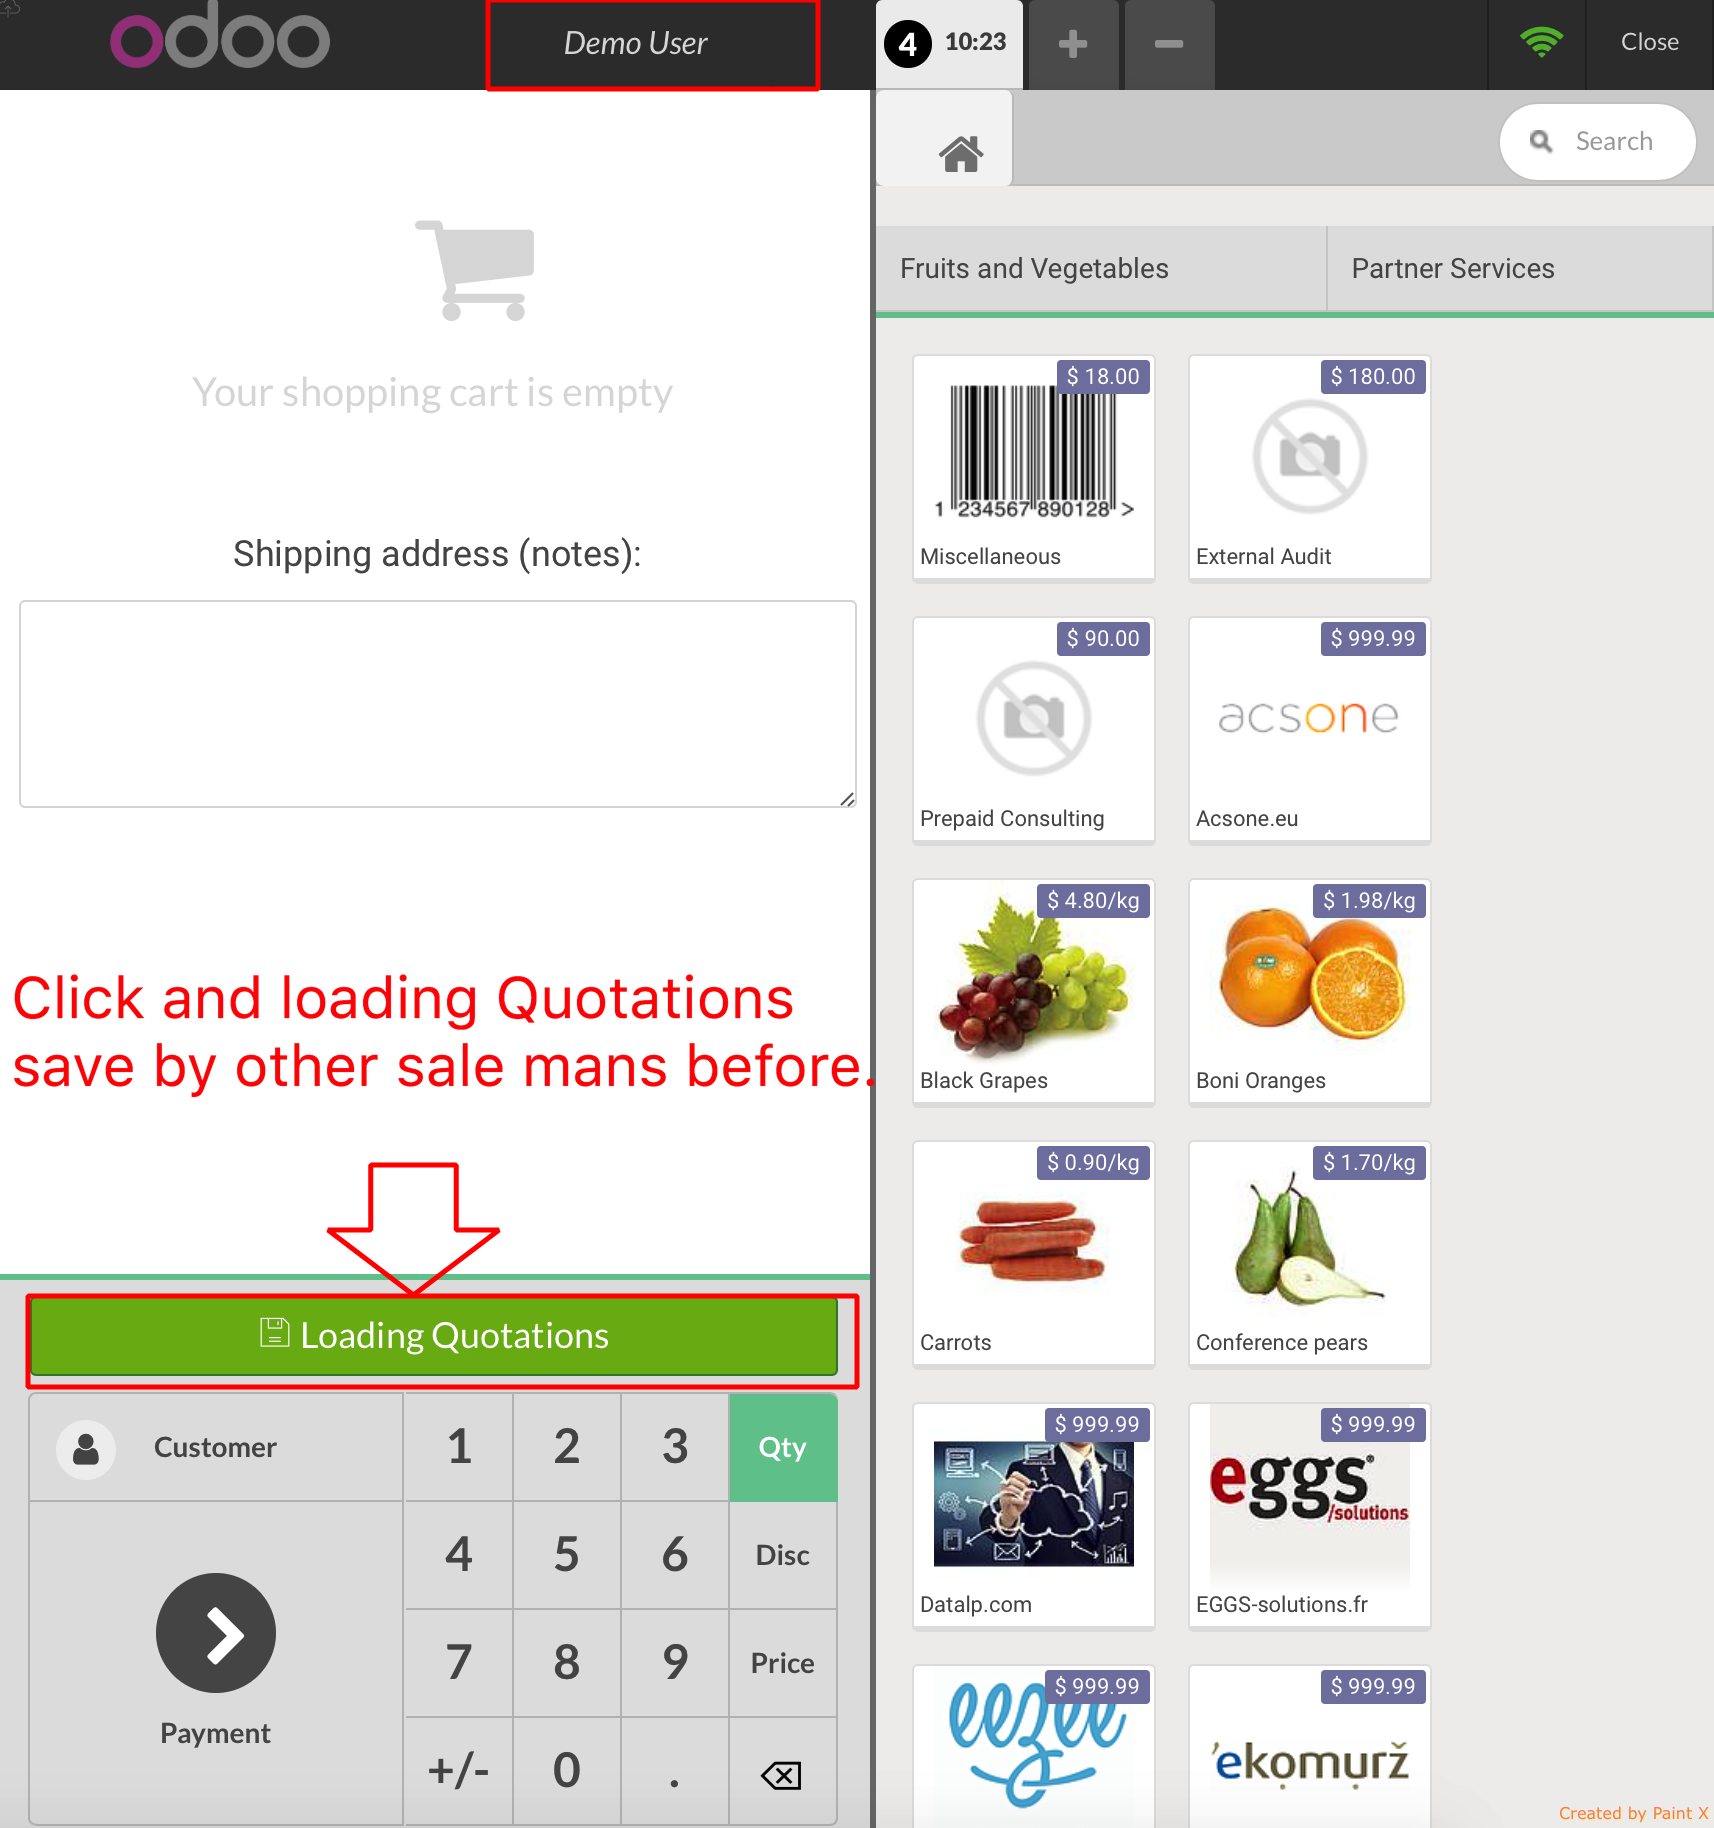 odoo
Demo User
4 10:23
Close
Search
Fruits and Vegetables
Partner Services
Your shopping cart is empty
Shipping address (notes):
$ 18.00
1 234567 890128 >
Miscellaneous
$ 180.00
External Audit
$ 90.00
Prepaid Consulting
$ 999.99
acsone
Acsone.eu
$ 4.80/kg
Black Grapes
$ 1.98/kg
Boni Oranges
$ 0.90/kg
Carrots
$ 1.70/kg
Conference pears
$ 999.99
Datalp.com
$ 999.99
eggs
/solutions
EGGS-solutions.fr
$ 999.99
eezee
$ 999.99
'ekomurž
Click and loading Quotations
save by other sale mans before.
Loading Quotations
Customer
1 2 3 Qty
4 5 6 Disc
7 8 9 Price
Payment
+/- 0 .
Created by Paint X